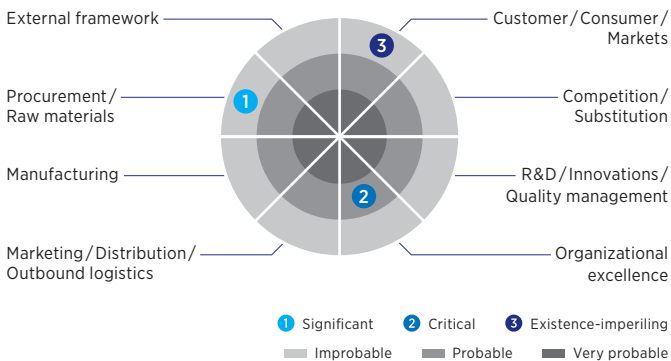 External framework
Customer/Consumer/
Markets
3
Procurement/
Raw materials
1
Competition/
Substitution
Manufacturing
R&D/Innovations/
Quality management
2
Marketing/Distribution/
Outbound logistics
Organizational
excellence
1 Significant 2 Critical 3 Existence-imperiling
Improbable Probable Very probable